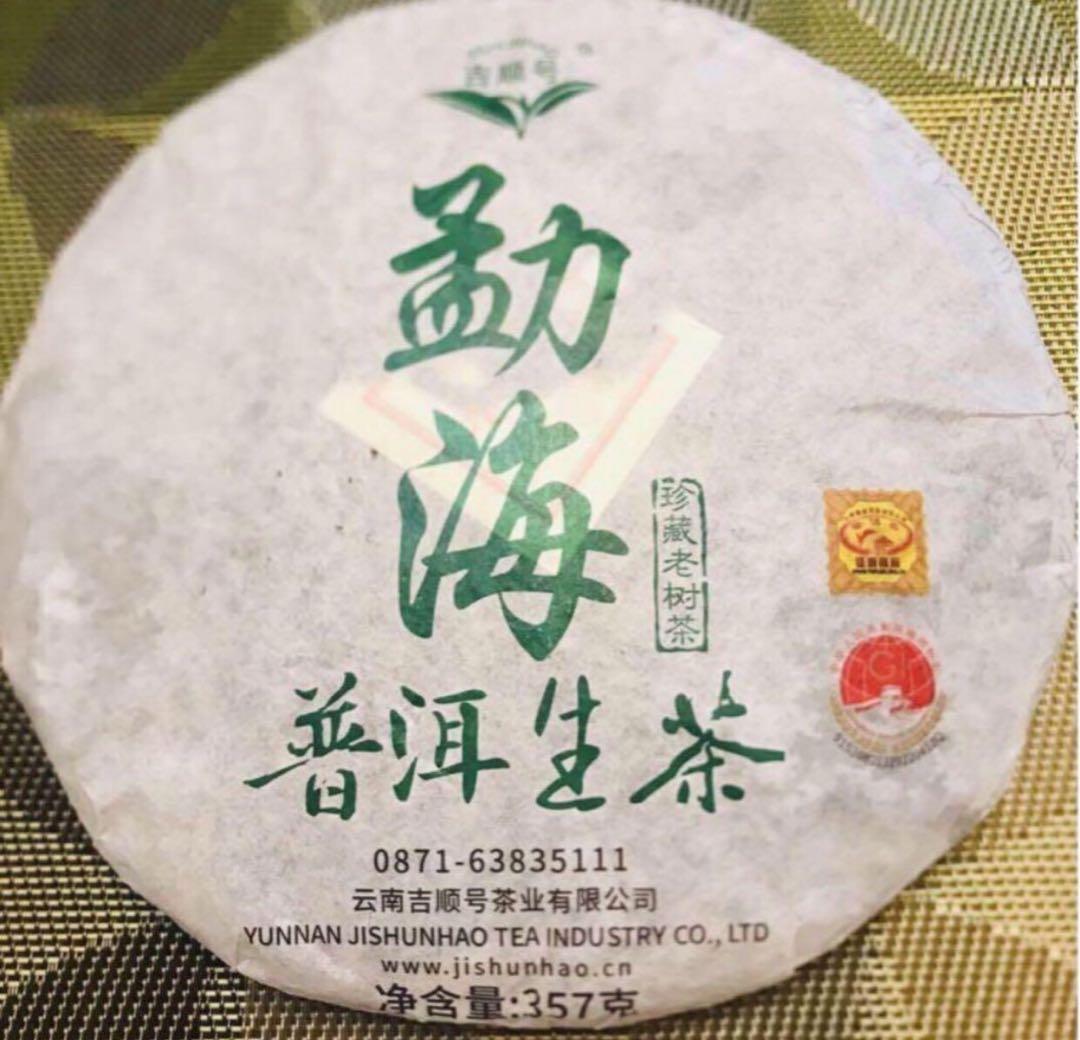 吉顺号
勐海
珍藏老树茶
普洱生茶
0871-63835111
云南吉顺号茶业有限公司
YUNNAN JISHUNHAO TEA INDUSTRY CO., LTD
www.jishunhao.cn
净含量:357克